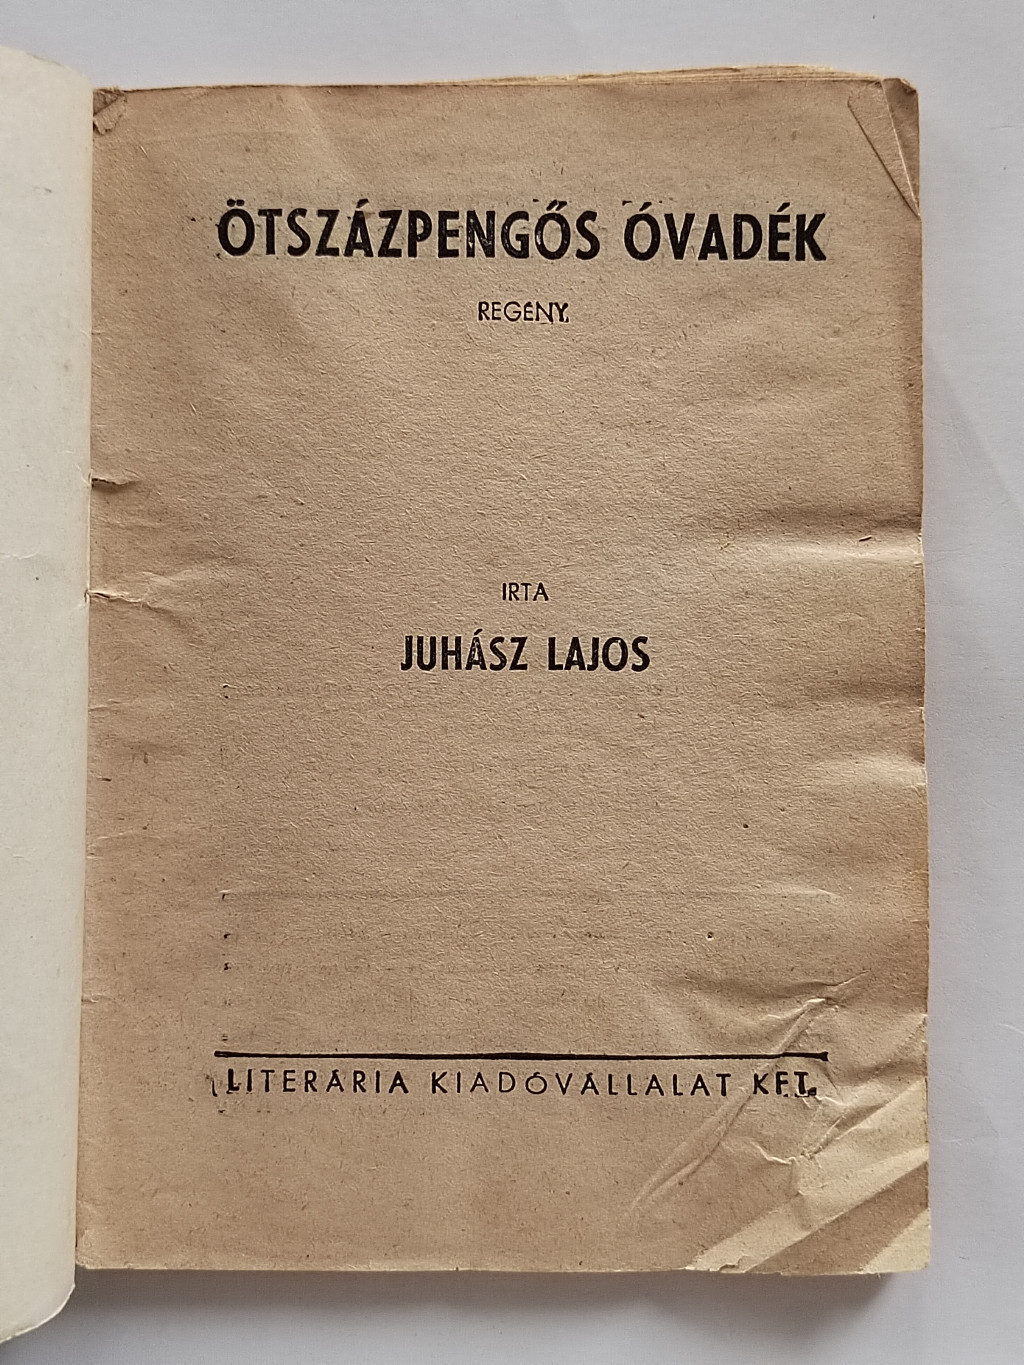 ÖTSZÁZPENGŐS ÓVADÉK
REGÉNY
IRTA
JUHÁSZ LAJOS
LITERÁRIA KIADÓVÁLLALAT KFT.